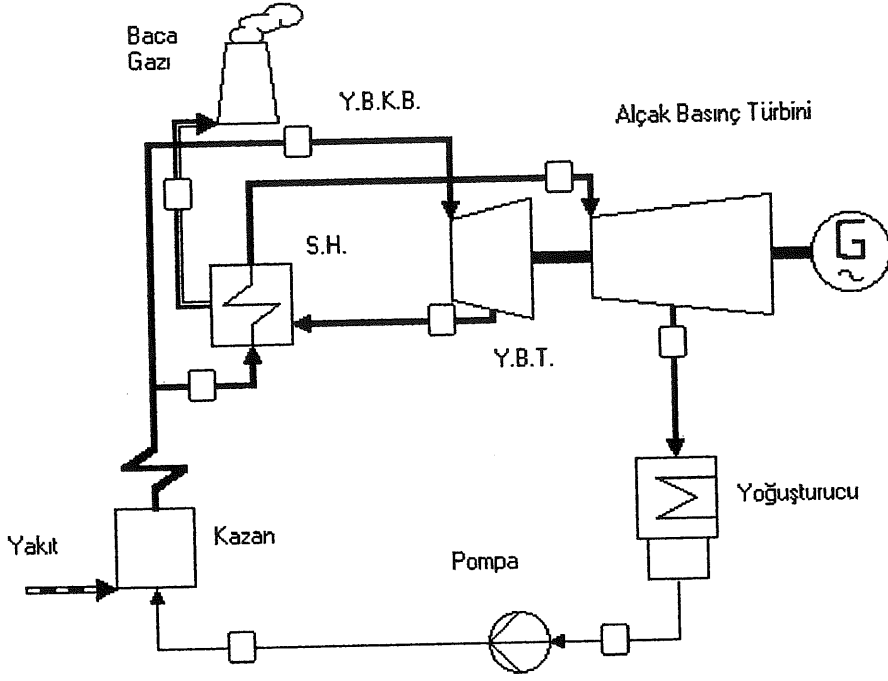 Baca
Gazı
Y.B.K.B.
Alçak Basınç Türbini
S.H.
G
Y.B.T.
Yoğuşturucu
Kazan
Yakıt
Pompa